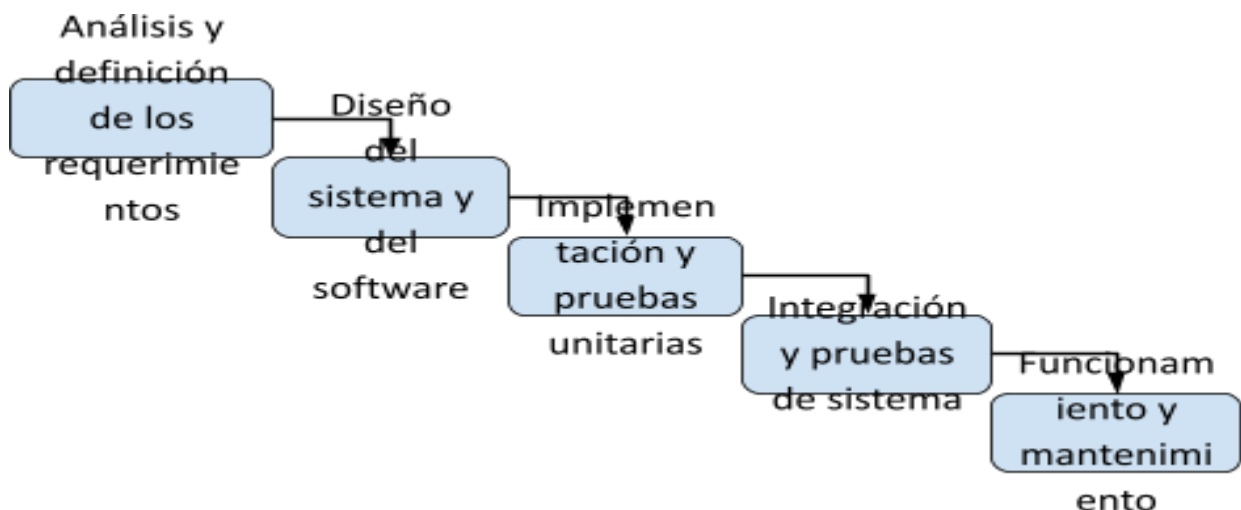 Análisis y
definición
de los
requerimie
ntos
Diseño
del
sistema y
del
software
Implemen
tación y
pruebas
unitarias
Integración
y pruebas
de sistema
Funcionam
iento y
mantenimi
ento